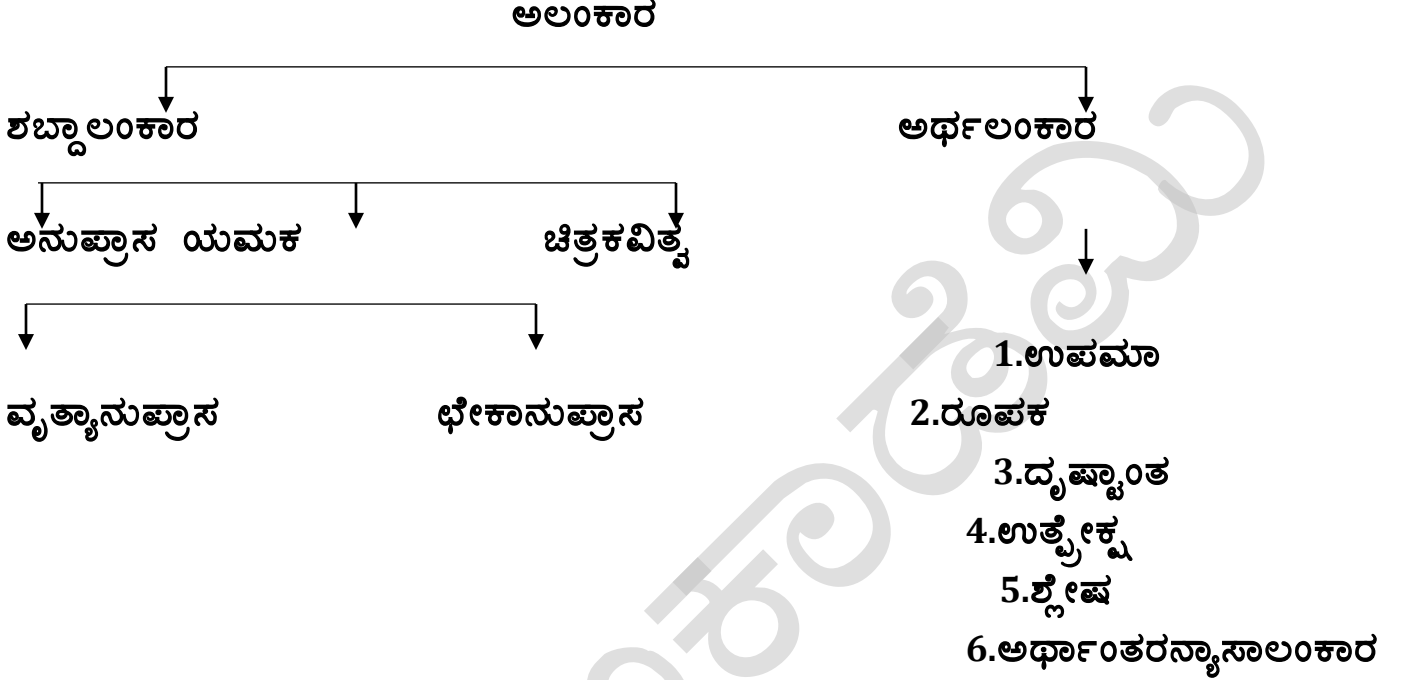 ಅಲಂಕಾರ
ಶಬ್ದಾಲಂಕಾರ ಅರ್ಥಲಂಕಾರ
ಅನುಪ್ರಾಸ ಯಮಕ ಚಿತ್ರಕವಿತ್ವ
1.ಉಪಮಾ
ವೃತ್ಯಾನುಪ್ರಾಸ ಛೇಕಾನುಪ್ರಾಸ 2.ರೂಪಕ
3.ದೃಷ್ಟಾಂತ
4.ಉತ್ಪ್ರೇಕ್ಷ
5.ಶ್ಲೇಷ
6.ಅರ್ಥಾಂತರನ್ಯಾಸಾಲಂಕಾರ